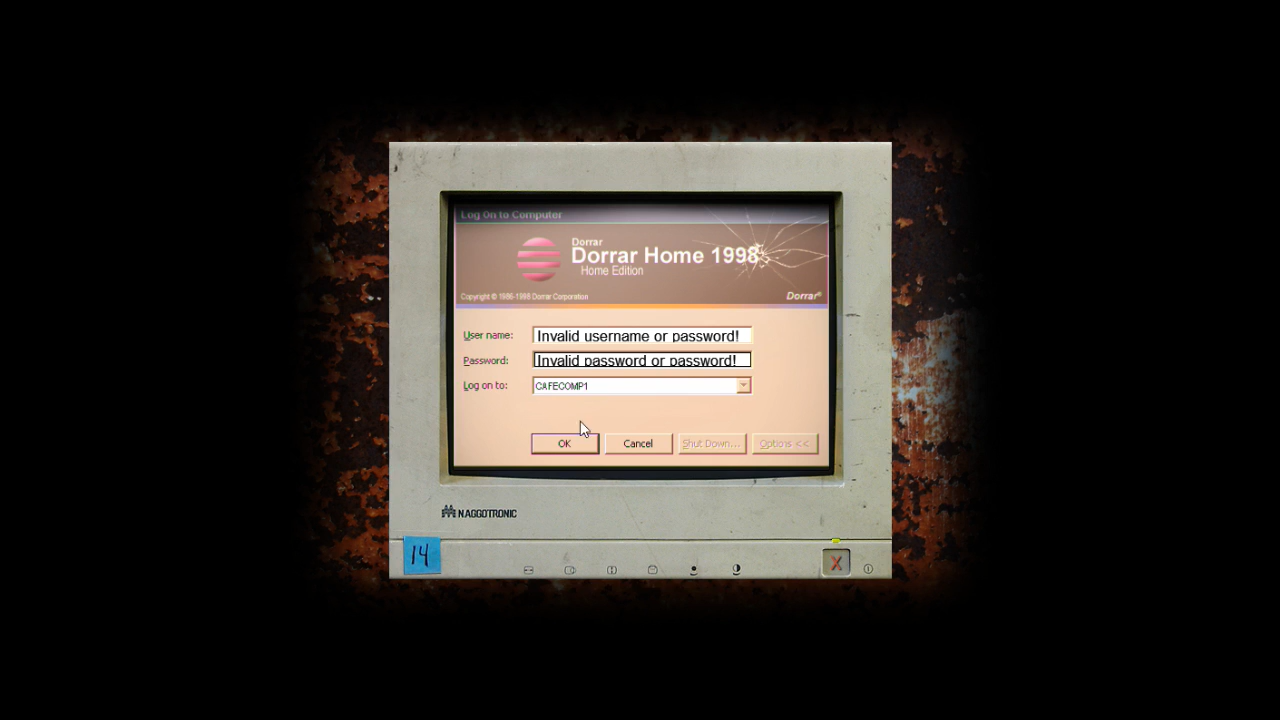 Log On to Computer
Dorrar
Dorrar Home 1998
Home Edition
Copyright © 1986-1998 Dorrar Corporation
Dorrar®
User name: Invalid username or password!
Password: Invalid password or password!
Log on to: CAFECOMP1
OK Cancel Shut Down... Options <<
NAGGOTRONIC
14
X